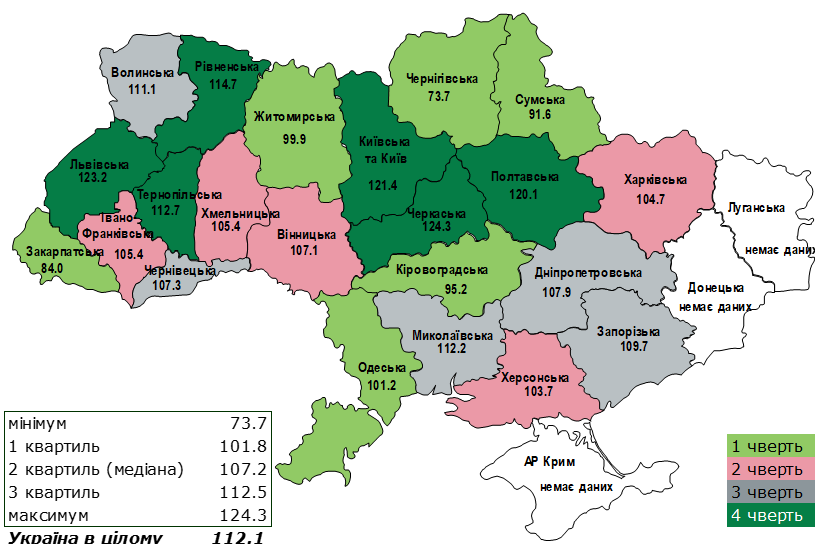 Волинська
111.1
Рівненська
114.7
Житомирська
99.9
Чернігівська
73.7
Сумська
91.6
Київська
та Київ
121.4
Львівська
123.2
Тернопільська
112.7
Хмельницька
105.4
Вінницька
107.1
Черкаська
124.3
Полтавська
120.1
Харківська
104.7
Луганська
немає даних
Івано-
Франківська
105.4
Закарпатська
84.0
Чернівецька
107.3
Кіровоградська
95.2
Дніпропетровська
107.9
Донецька
немає даних
Одеська
101.2
Миколаївська
112.2
Запорізька
109.7
Херсонська
103.7
АР Крим
немає даних
мінімум 73.7
1 квартиль 101.8
2 квартиль (медіана) 107.2
3 квартиль 112.5
максимум 124.3
Україна в цілому 112.1
1 чверть
2 чверть
3 чверть
4 чверть